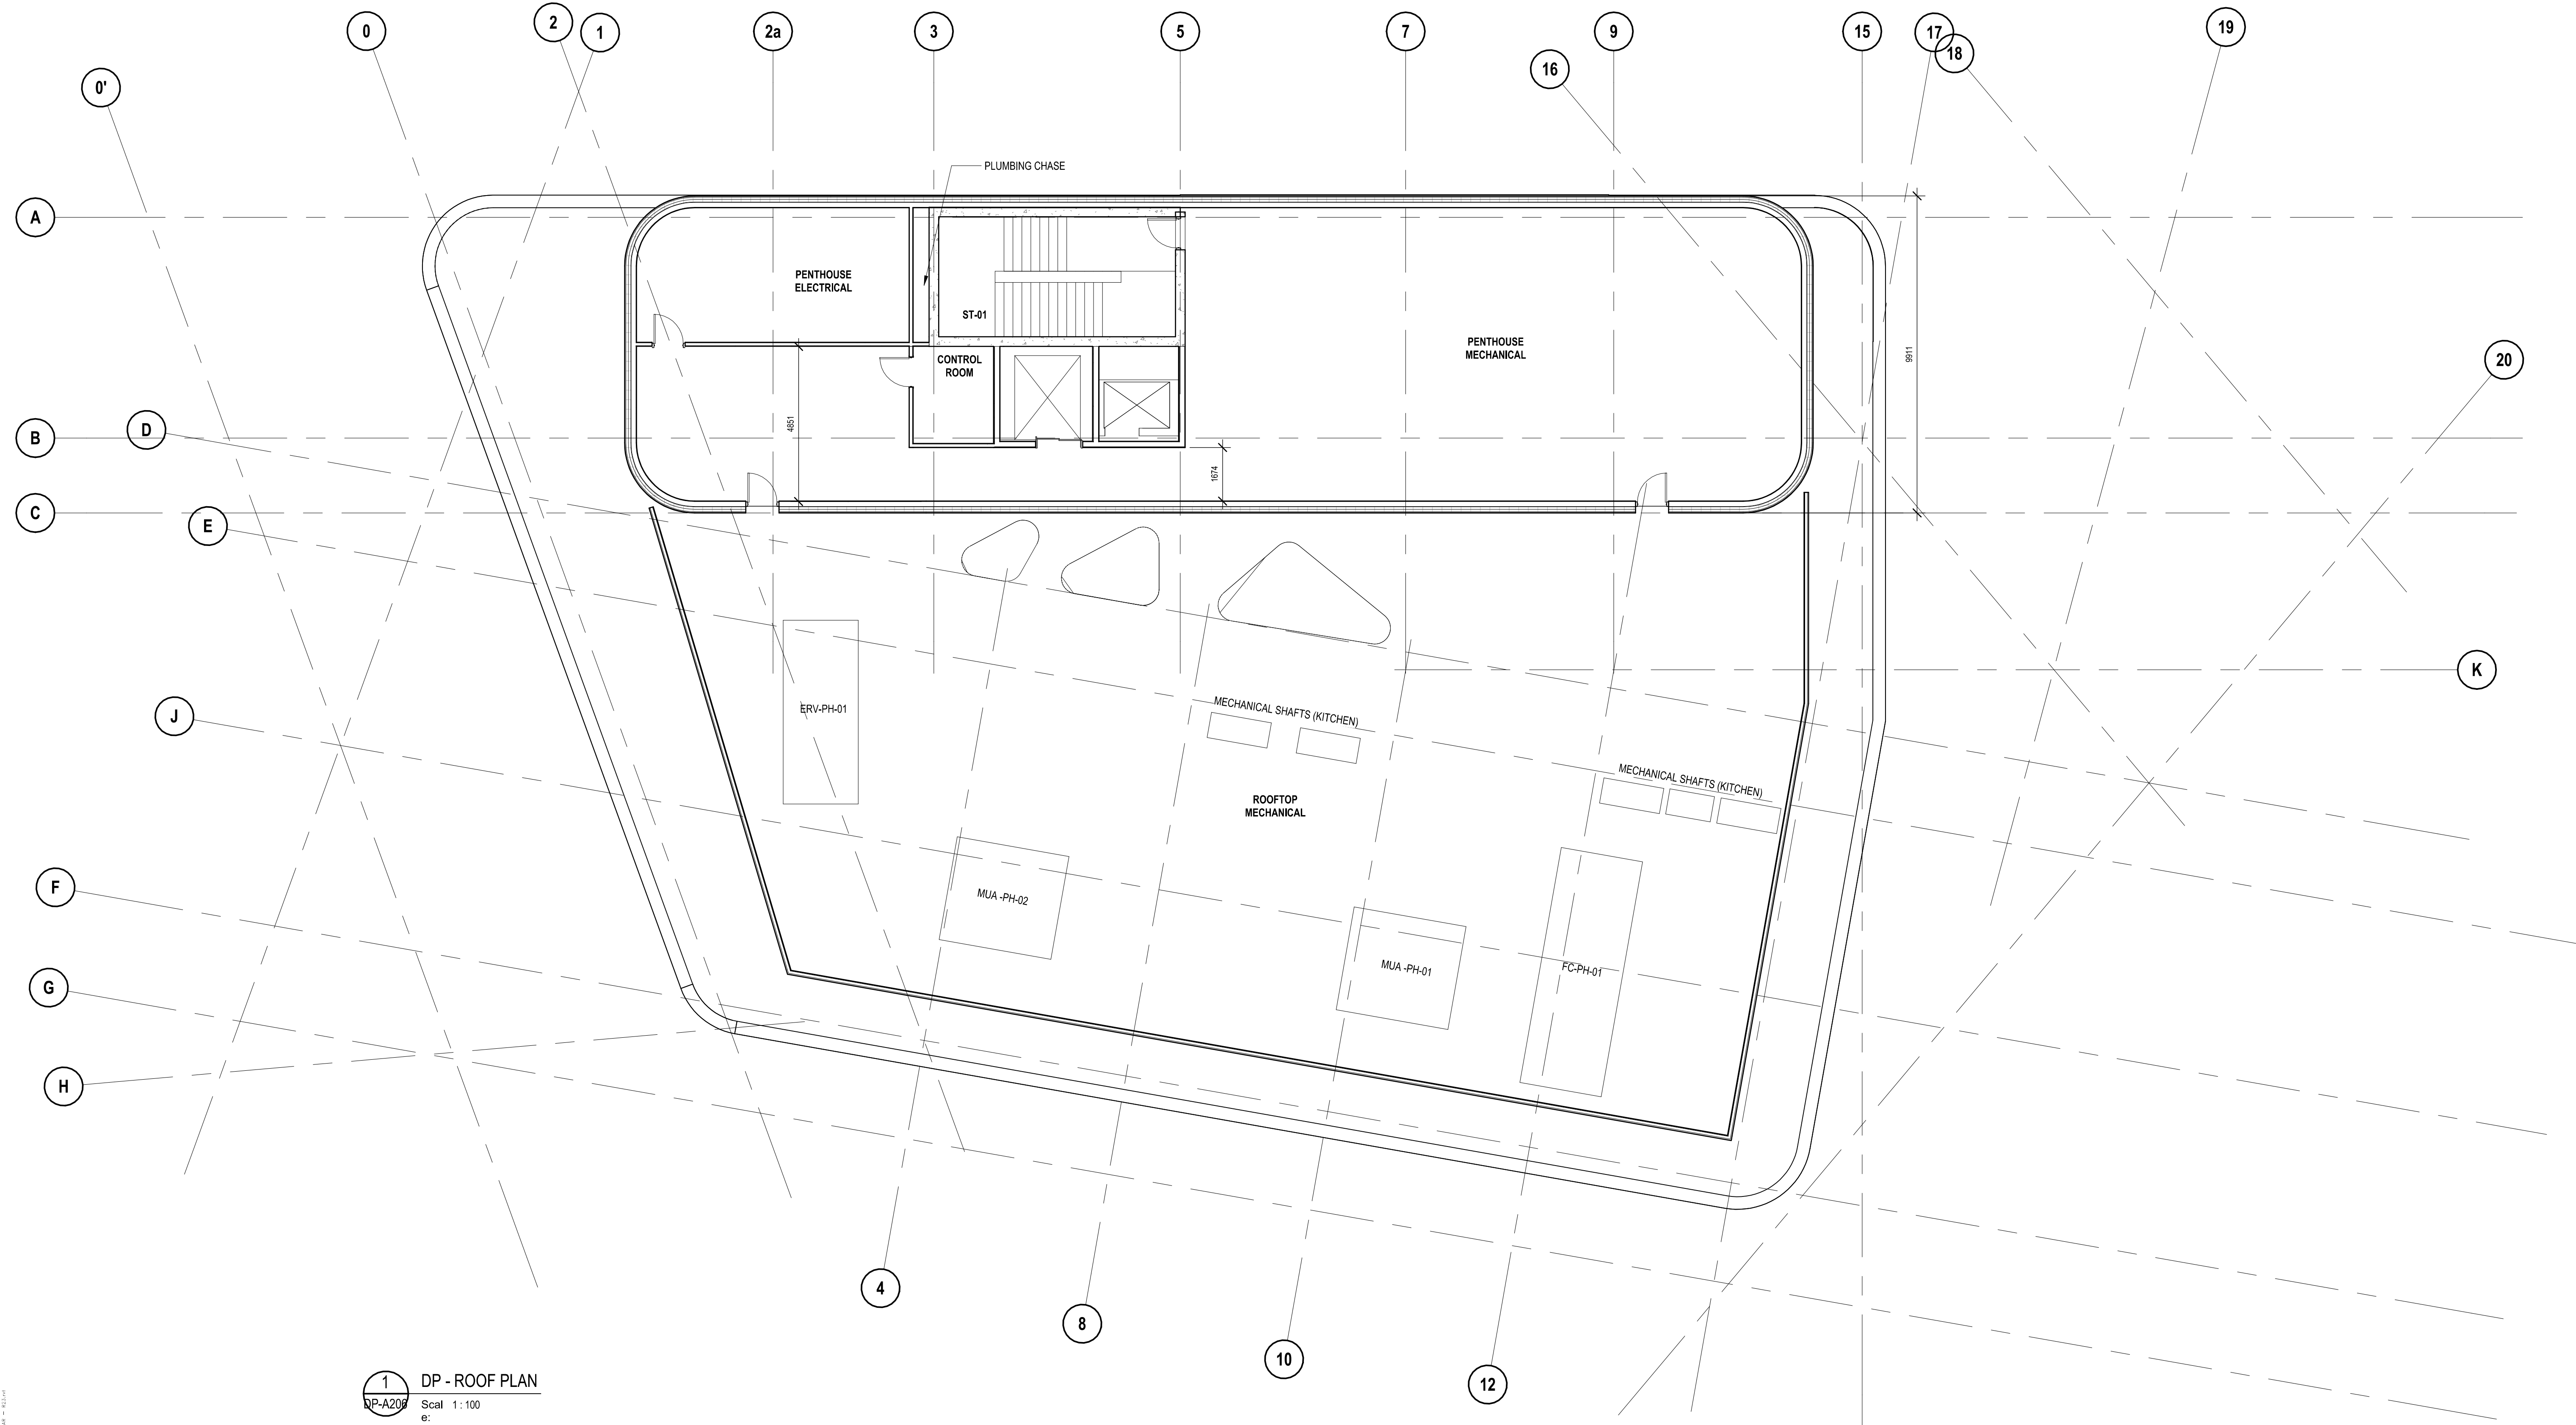 0
2
1
2a
3
5
7
9
15
17
18
19
16
0'
PLUMBING CHASE
A
PENTHOUSE
ELECTRICAL
ST-01
PENTHOUSE
MECHANICAL
CONTROL
ROOM
9911
20
4851
B
D
1674
C
E
K
ERV-PH-01
MECHANICAL SHAFTS (KITCHEN)
J
MECHANICAL SHAFTS (KITCHEN)
ROOFTOP
MECHANICAL
F
MUA -PH-02
MUA -PH-01
FC-PH-01
G
H
4
8
10
12
1
DP - ROOF PLAN
DP-A206
Scal 1 : 100
e: